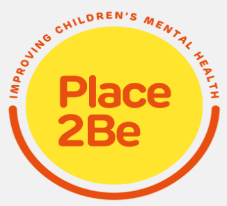 IMPROVING CHILDREN'S MENTAL HEALTH
Place
2Be